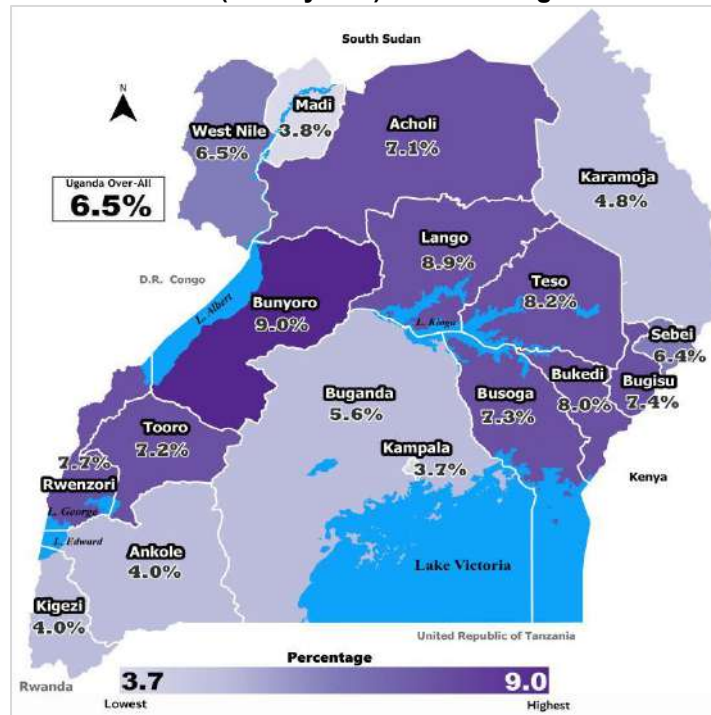 South Sudan
N
Madi
3.8%
West Nile
6.5%
Acholi
7.1%
Karamoja
4.8%
Uganda Over-All
6.5%
Lango
8.9%
Teso
8.2%
D.R. Congo
L. Albert
Bunyoro
9.0%
L. Kioga
Sebei
6.4%
Bukedi
8.0%
Bugisu
7.4%
Buganda
5.6%
Busoga
7.3%
Tooro
7.2%
Kampala
3.7%
7.7%
Rwenzori
Kenya
L. George
L. Edward
Ankole
4.0%
Lake Victoria
Kigezi
4.0%
United Republic of Tanzania
Percentage
3.7
9.0
Rwanda
Lowest
Highest